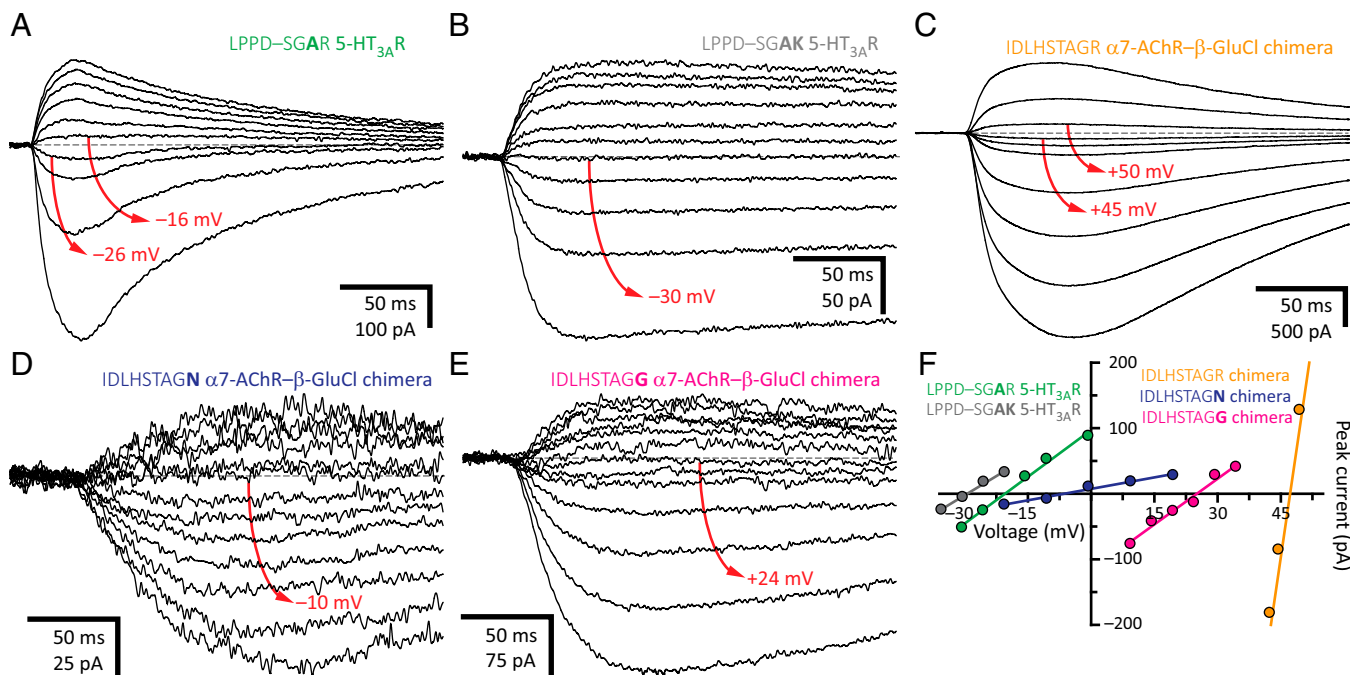 A
LPPD–SGAR 5-HT3AR
–16 mV
–26 mV
50 ms
100 pA
B
LPPD–SGAK 5-HT3AR
–30 mV
50 ms
50 pA
C
IDLHSTAGR α7-AChR–β-GluCl chimera
+50 mV
+45 mV
50 ms
500 pA
D
IDLHSTAGN α7-AChR–β-GluCl chimera
–10 mV
50 ms
25 pA
E
IDLHSTAGG α7-AChR–β-GluCl chimera
+24 mV
50 ms
75 pA
F
LPPD–SGAR 5-HT3AR
LPPD–SGAK 5-HT3AR
IDLHSTAGR chimera
IDLHSTAGN chimera
IDLHSTAGG chimera
200
100
–30 –15 15 30 45
Voltage (mV)
–100
–200
Peak current (pA)